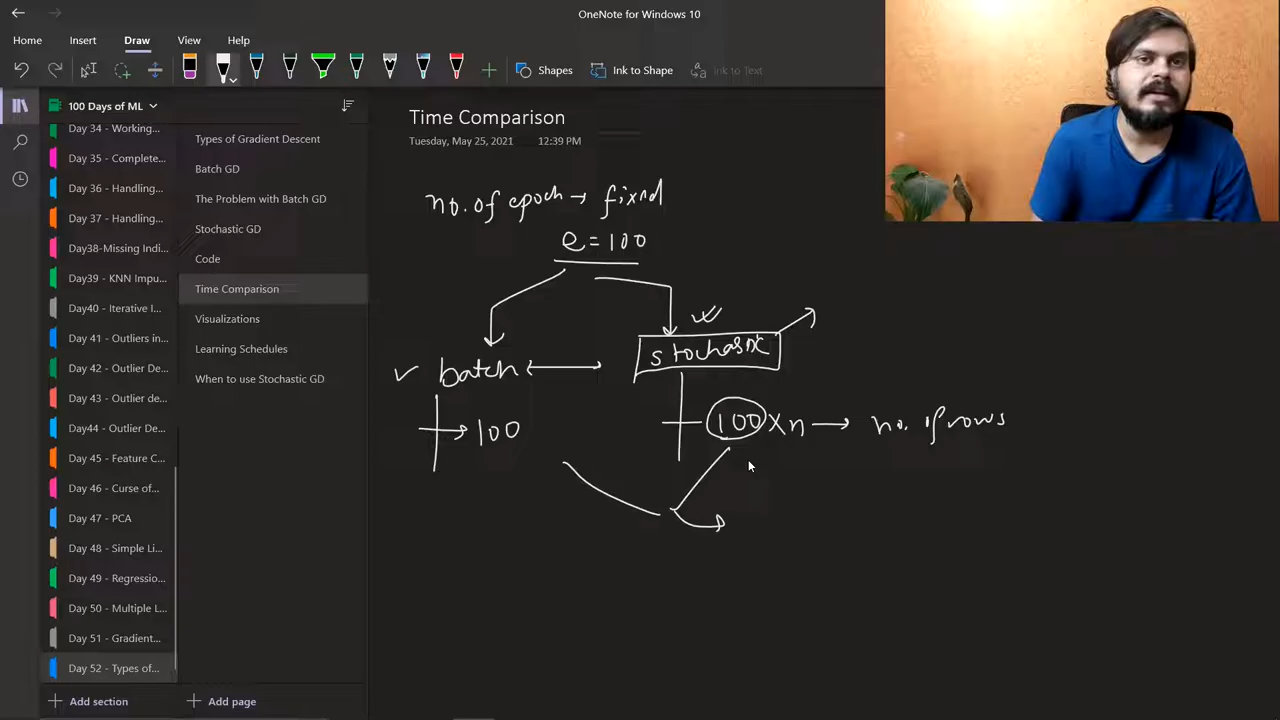 OneNote for Windows 10
Home
Insert
Draw
View
Help
Shapes
Ink to Shape
Ink to Text
100 Days of ML
Day 34 - Working...
Day 35 - Complete...
Day 36 - Handling...
Day 37 - Handling...
Day38-Missing Indi...
Day39 - KNN Impu...
Day40 - Iterative I...
Day 41 - Outliers in...
Day 42 - Outlier De...
Day 43 - Outlier de...
Day44 - Outlier De...
Day 45 - Feature C...
Day 46 - Curse of...
Day 47 - PCA
Day 48 - Simple Li...
Day 49 - Regressio...
Day 50 - Multiple L...
Day 51 - Gradient...
Day 52 - Types of...
Add section
Types of Gradient Descent
Batch GD
The Problem with Batch GD
Stochastic GD
Code
Time Comparison
Visualizations
Learning Schedules
When to use Stochastic GD
Add page
Time Comparison
Tuesday, May 25, 2021 12:39 PM
no. of epoch → fixed
e = 100
batch
stochastic
→ 100
100 X n → no. of rows